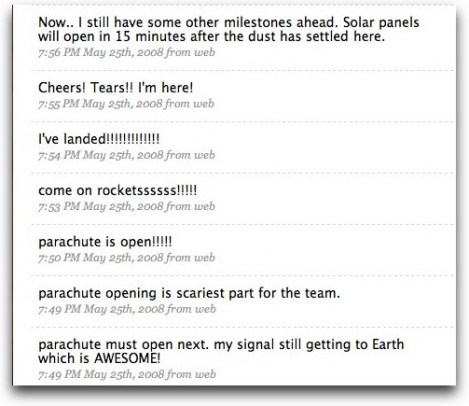 Now.. I still have some other milestones ahead. Solar panels
will open in 15 minutes after the dust has settled here.
7:56 PM May 25th, 2008 from web
Cheers! Tears!! I'm here!
7:55 PM May 25th, 2008 from web
I've landed!!!!!!!!!!!!!
7:54 PM May 25th, 2008 from web
come on rocketssssss!!!!!
7:53 PM May 25th, 2008 from web
parachute is open!!!!!
7:50 PM May 25th, 2008 from web
parachute opening is scariest part for the team.
7:49 PM May 25th, 2008 from web
parachute must open next. my signal still getting to Earth
which is AWESOME!
7:49 PM May 25th, 2008 from web